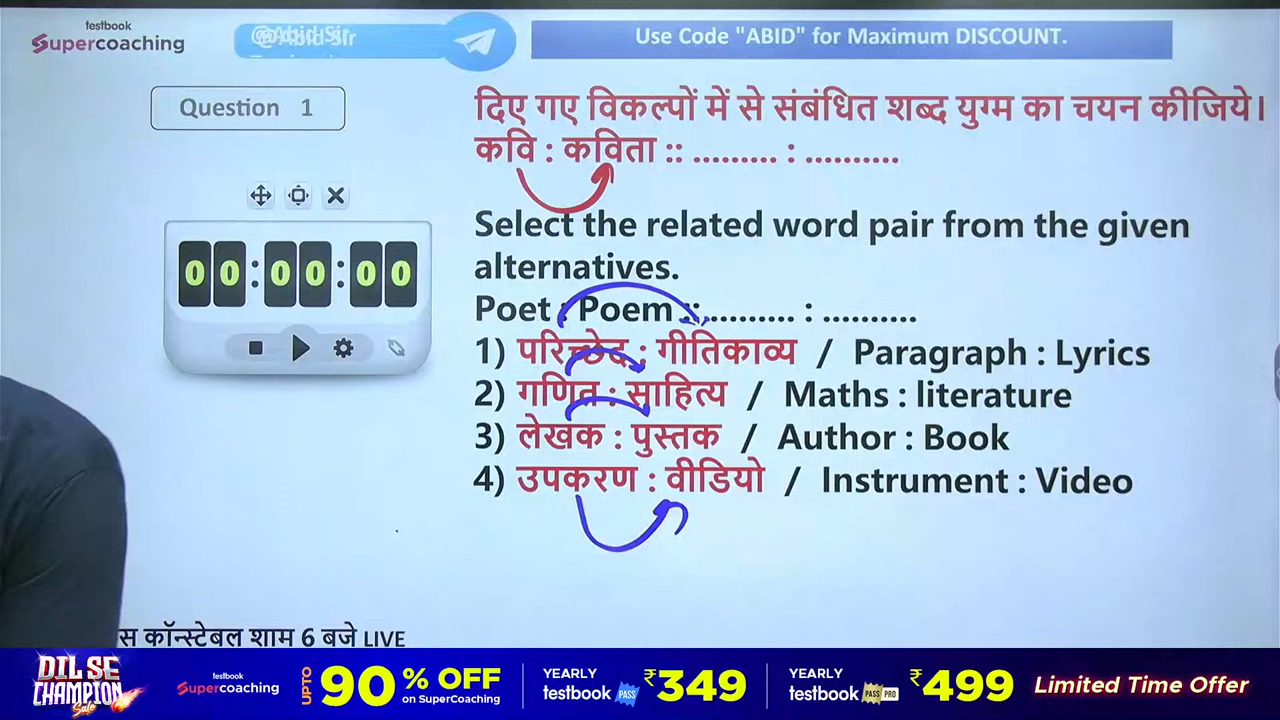 testbook
Supercoaching
@Abid Sir
Use Code "ABID" for Maximum DISCOUNT.
Question 1
दिए गए विकल्पों में से संबंधित शब्द युग्म का चयन कीजिये।
कवि : कविता :: ......... : ..........
Select the related word pair from the given
alternatives.
Poet : Poem :: .......... : ..........
1) परिच्छेद : गीतिकाव्य / Paragraph : Lyrics
2) गणित : साहित्य / Maths : literature
3) लेखक : पुस्तक / Author : Book
4) उपकरण : वीडियो / Instrument : Video
00:00:00
स कॉन्स्टेबल शाम 6 बजे LIVE
DIL SE CHAMPION Sale
testbook Supercoaching
UPTO 90% OFF on SuperCoaching
YEARLY testbook PASS ₹349
YEARLY testbook PASS PRO ₹499
Limited Time Offer